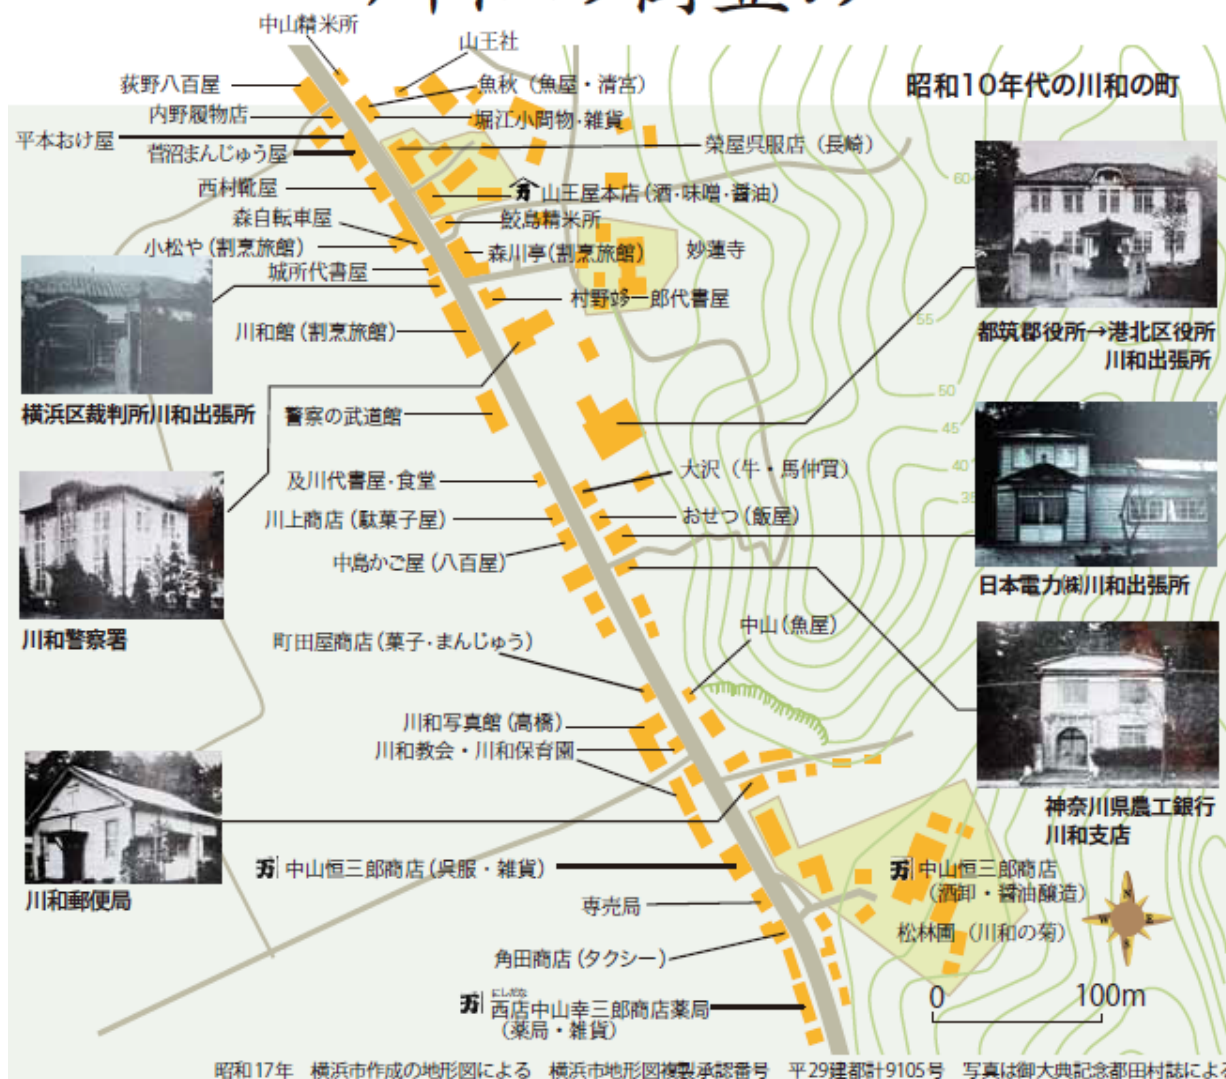 中山精米所
山王社
荻野八百屋
魚秋（魚屋・清宮）
昭和10年代の川和の町
内野履物店
堀江小間物・雑貨
平本おけ屋
菅沼まんじゅう屋
榮屋呉服店（長崎）
西村靴屋
山王屋本店（酒・味噌・醤油）
60
森自転車屋
鮫島精米所
小松や（割烹旅館）
森川亭（割烹旅館）
妙蓮寺
城所代書屋
村野一郎代書屋
55
川和館（割烹旅館）
都筑郡役所→港北区役所
川和出張所
50
横浜区裁判所川和出張所
警察の武道館
45
40
大沢（牛・馬仲買）
及川代書屋・食堂
35
川上商店（駄菓子屋）
おせつ（飯屋）
中島かご屋（八百屋）
日本電力㈱川和出張所
川和警察署
町田屋商店（菓子・まんじゅう）
中山（魚屋）
川和写真館（高橋）
川和教会・川和保育園
神奈川県農工銀行
川和支店
中山恒三郎商店（呉服・雑貨）
中山恒三郎商店
（酒卸・醤油醸造）
川和郵便局
専売局
松林圃（川和の菊）
N
W E
S
角田商店（タクシー）
0 100m
西店中山幸三郎商店薬局
（薬局・雑貨）
昭和17年　横浜市作成の地形図による　横浜市地形図複製承認番号　平29建都計9105号　写真は御大典記念都田村誌による